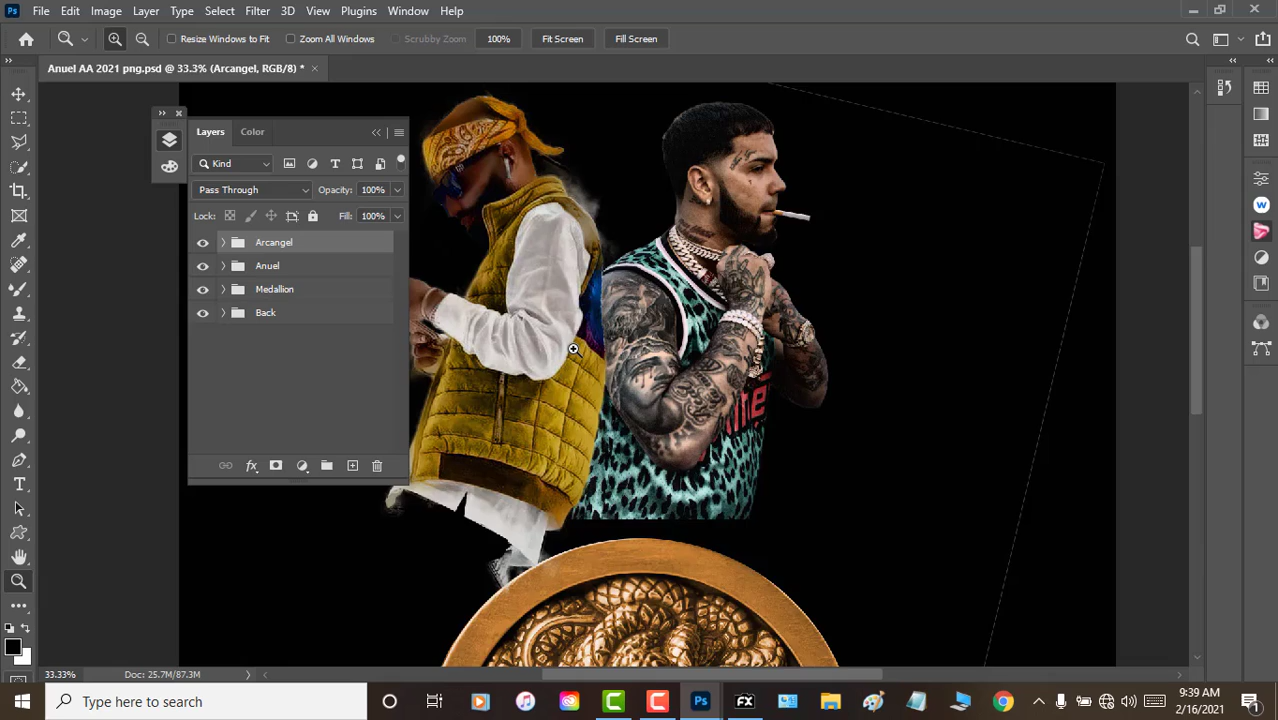 Ps File Edit Image Layer Type Select Filter 3D View Plugins Window Help
Resize Windows to Fit Zoom All Windows Scrubby Zoom 100% Fit Screen Fill Screen
Anuel AA 2021 png.psd @ 33.3% (Arcangel, RGB/8) *
Layers Color
Kind
Pass Through Opacity: 100%
Lock: Fill: 100%
Arcangel
Anuel
Medallion
Back
33.33% Doc: 25.7M/87.3M
Type here to search
Ps
FX
9:39 AM
2/16/2021